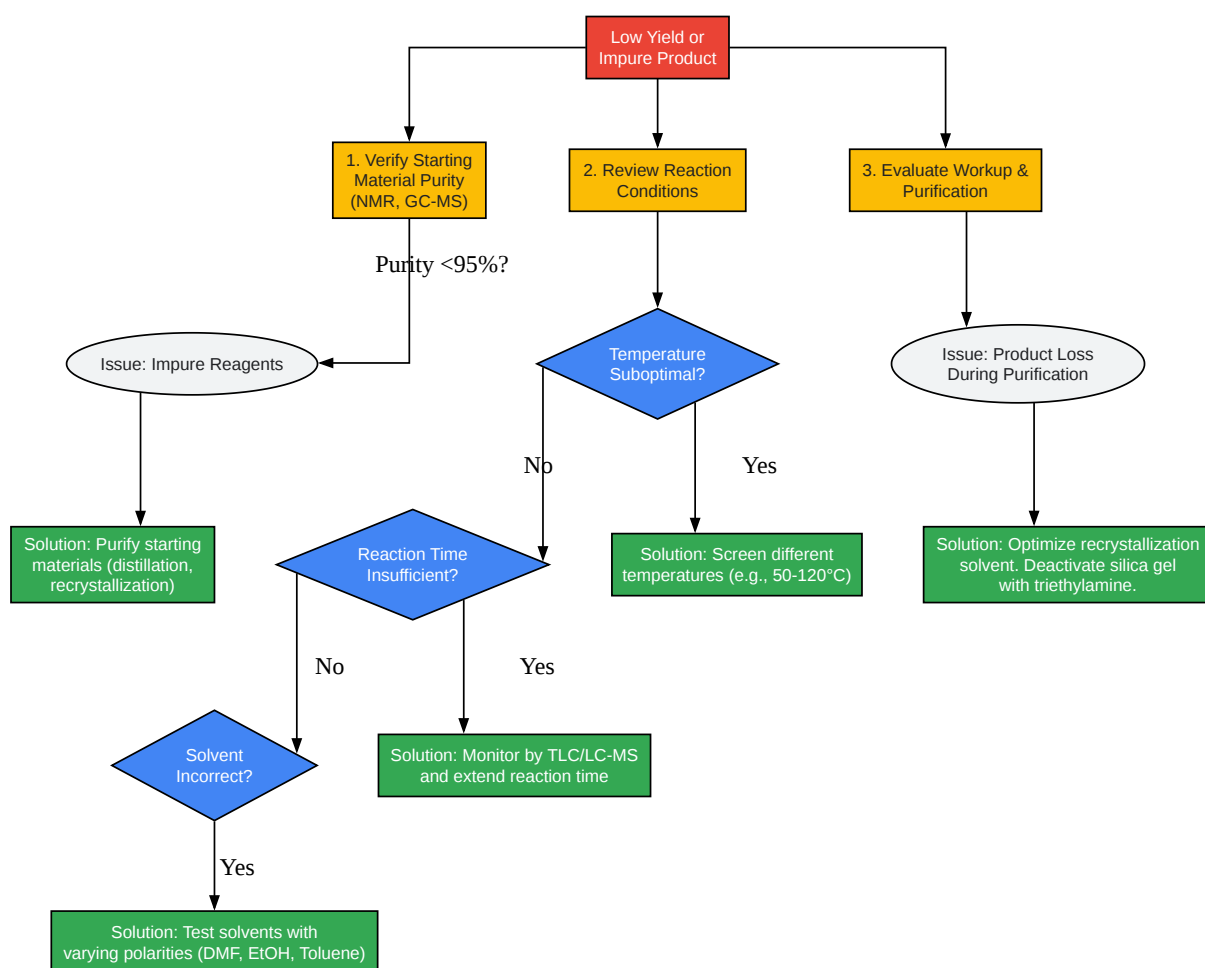 Low Yield or
Impure Product
1. Verify Starting
Material Purity
(NMR, GC-MS)
2. Review Reaction
Conditions
3. Evaluate Workup &
Purification
Purity <95%?
Issue: Impure Reagents
Temperature
Suboptimal?
Issue: Product Loss
During Purification
No
Yes
Solution: Purify starting
materials (distillation,
recrystallization)
Reaction Time
Insufficient?
Solution: Screen different
temperatures (e.g., 50-120°C)
Solution: Optimize recrystallization
solvent. Deactivate silica gel
with triethylamine.
No
Yes
Solvent
Incorrect?
Solution: Monitor by TLC/LC-MS
and extend reaction time
Yes
Solution: Test solvents with
varying polarities (DMF, EtOH, Toluene)